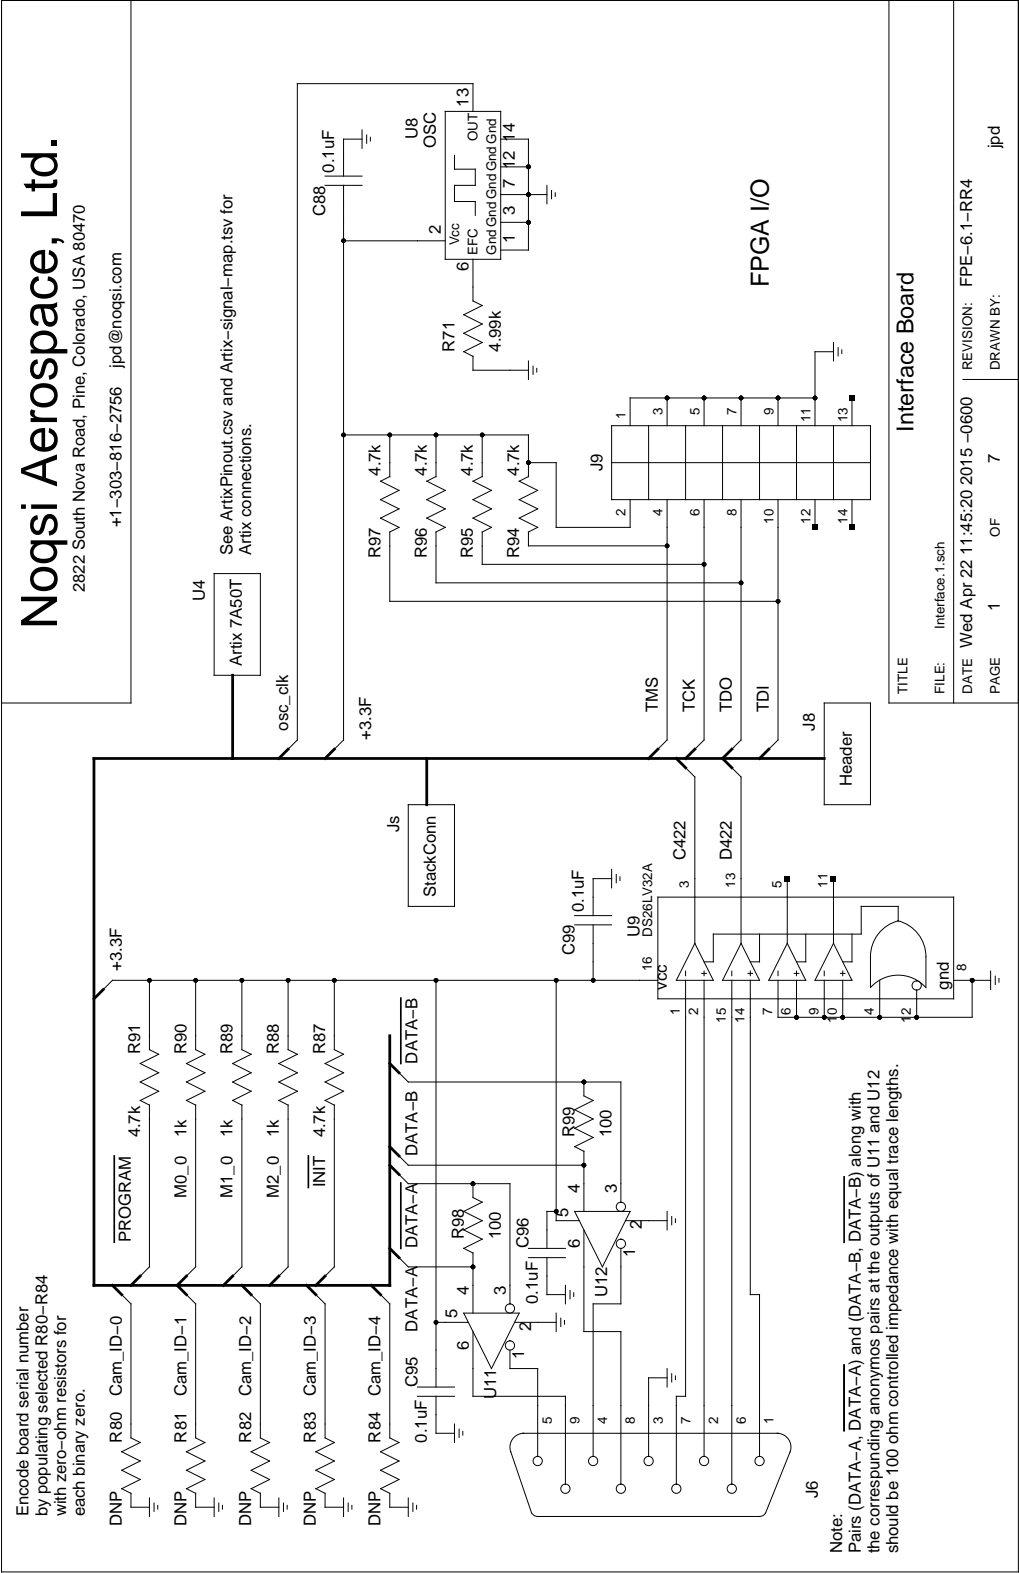 Encode board serial number
by populating selected R80−R84
with zero−ohm resistors for
each binary zero.
DNP R80 Cam_ID−0
DNP R81 Cam_ID−1
DNP R82 Cam_ID−2
DNP R83 Cam_ID−3
DNP R84 Cam_ID−4
PROGRAM 4.7k R91
M0_0 1k R90
M1_0 1k R89
M2_0 1k R88
INIT 4.7k R87
+3.3F
DATA−A
DATA−A
DATA−B
DATA−B
0.1uF C95
U11
6
5
4
3
2
1
R98
100
0.1uF C96
U12
6
5
4
3
2
1
R99
100
C99 0.1uF
J6
5
9
4
8
3
7
2
6
1
U9
DS26LV32A
16
vcc
gnd
8
1
2
15
14
7
6
9
10
4
12
3
13
5
11
C422
D422
Js
StackConn
U4
Artix 7A50T
See ArtixPinout.csv and Artix−signal−map.tsv for
Artix connections.
osc_clk
+3.3F
C88 0.1uF
U8
OSC
2
Vcc
EFC
6
OUT
13
Gnd Gnd Gnd Gnd Gnd
1 3 7 12 14
R71
4.99k
R97 4.7k
R96 4.7k
R95 4.7k
R94 4.7k
TMS
TCK
TDO
TDI
J9
2 1
4 3
6 5
8 7
10 9
12 11
14 13
J8
Header
FPGA I/O
Note:
Pairs (DATA−A, DATA−A) and (DATA−B, DATA−B) along with
the correspunding anonymos pairs at the outputs of U11 and U12
should be 100 ohm controlled impedance with equal trace lengths.
Noqsi Aerospace, Ltd.
2822 South Nova Road, Pine, Colorado, USA 80470
+1−303−816−2756 jpd@noqsi.com
TITLE
Interface Board
FILE: Interface.1.sch
DATE Wed Apr 22 11:45:20 2015 −0600
REVISION: FPE−6.1−RR4
PAGE 1 OF 7
DRAWN BY: jpd